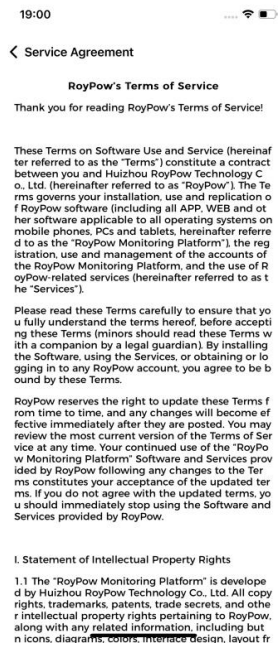 19:00
Service Agreement
RoyPow's Terms of Service
Thank you for reading RoyPow's Terms of Service!
These Terms on Software Use and Service (hereinaf
ter referred to as the "Terms") constitute a contract
between you and Huizhou RoyPow Technology C
o., Ltd. (hereinafter referred to as "RoyPow"). The Te
rms governs your installation, use and replication o
f RoyPow software (including all APP, WEB and ot
her software applicable to all operating systems on
mobile phones, PCs and tablets, hereinafter referre
d to as the "RoyPow Monitoring Platform"), the reg
istration, use and management of the accounts of
the RoyPow Monitoring Platform, and the use of R
oyPow-related services (hereinafter referred to as t
he "Services").
Please read these Terms carefully to ensure that yo
u fully understand the terms hereof, before accepti
ng these Terms (minors should read these Terms w
ith a companion by a legal guardian). By installing
the Software, using the Services, or obtaining or lo
gging in to any RoyPow account, you agree to be b
ound by these Terms.
RoyPow reserves the right to update these Terms f
rom time to time, and any changes will become ef
fective immediately after they are posted. You may
review the most current version of the Terms of Ser
vice at any time. Your continued use of the "RoyPo
w Monitoring Platform" Software and Services prov
ided by RoyPow following any changes to the Ter
ms constitutes your acceptance of the updated ter
ms. If you do not agree with the updated terms, yo
u should immediately stop using the Software and
Services provided by RoyPow.
I. Statement of Intellectual Property Rights
1.1 The "RoyPow Monitoring Platform" is develope
d by Huizhou RoyPow Technology Co., Ltd. All copy
rights, trademarks, patents, trade secrets, and othe
r intellectual property rights pertaining to RoyPow,
along with any related information, including but
n icons, diagrams, colors, interface design, layout fr